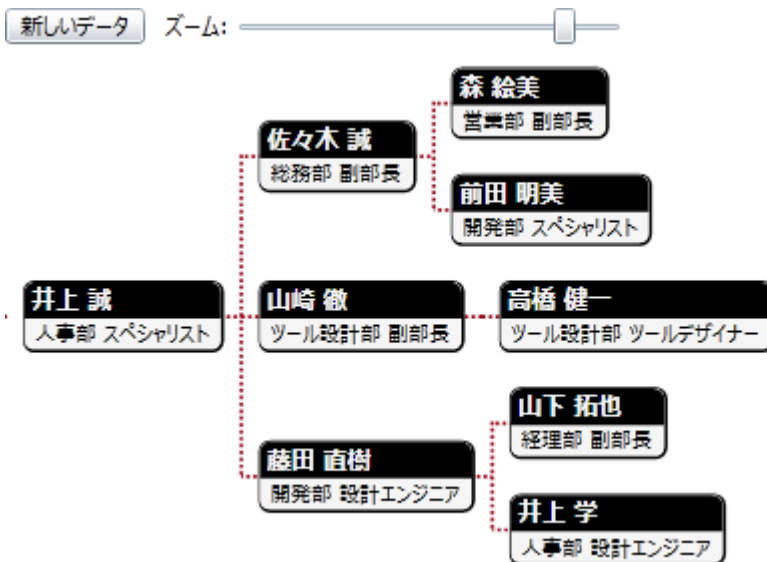 新しいデータ ズーム:
森 絵美
営業部 副部長
佐々木 誠
総務部 副部長
前田 明美
開発部 スペシャリスト
井上 誠
人事部 スペシャリスト
山崎 徹
ツール設計部 副部長
高橋 健一
ツール設計部 ツールデザイナー
山下 拓也
経理部 副部長
藤田 直樹
開発部 設計エンジニア
井上 学
人事部 設計エンジニア